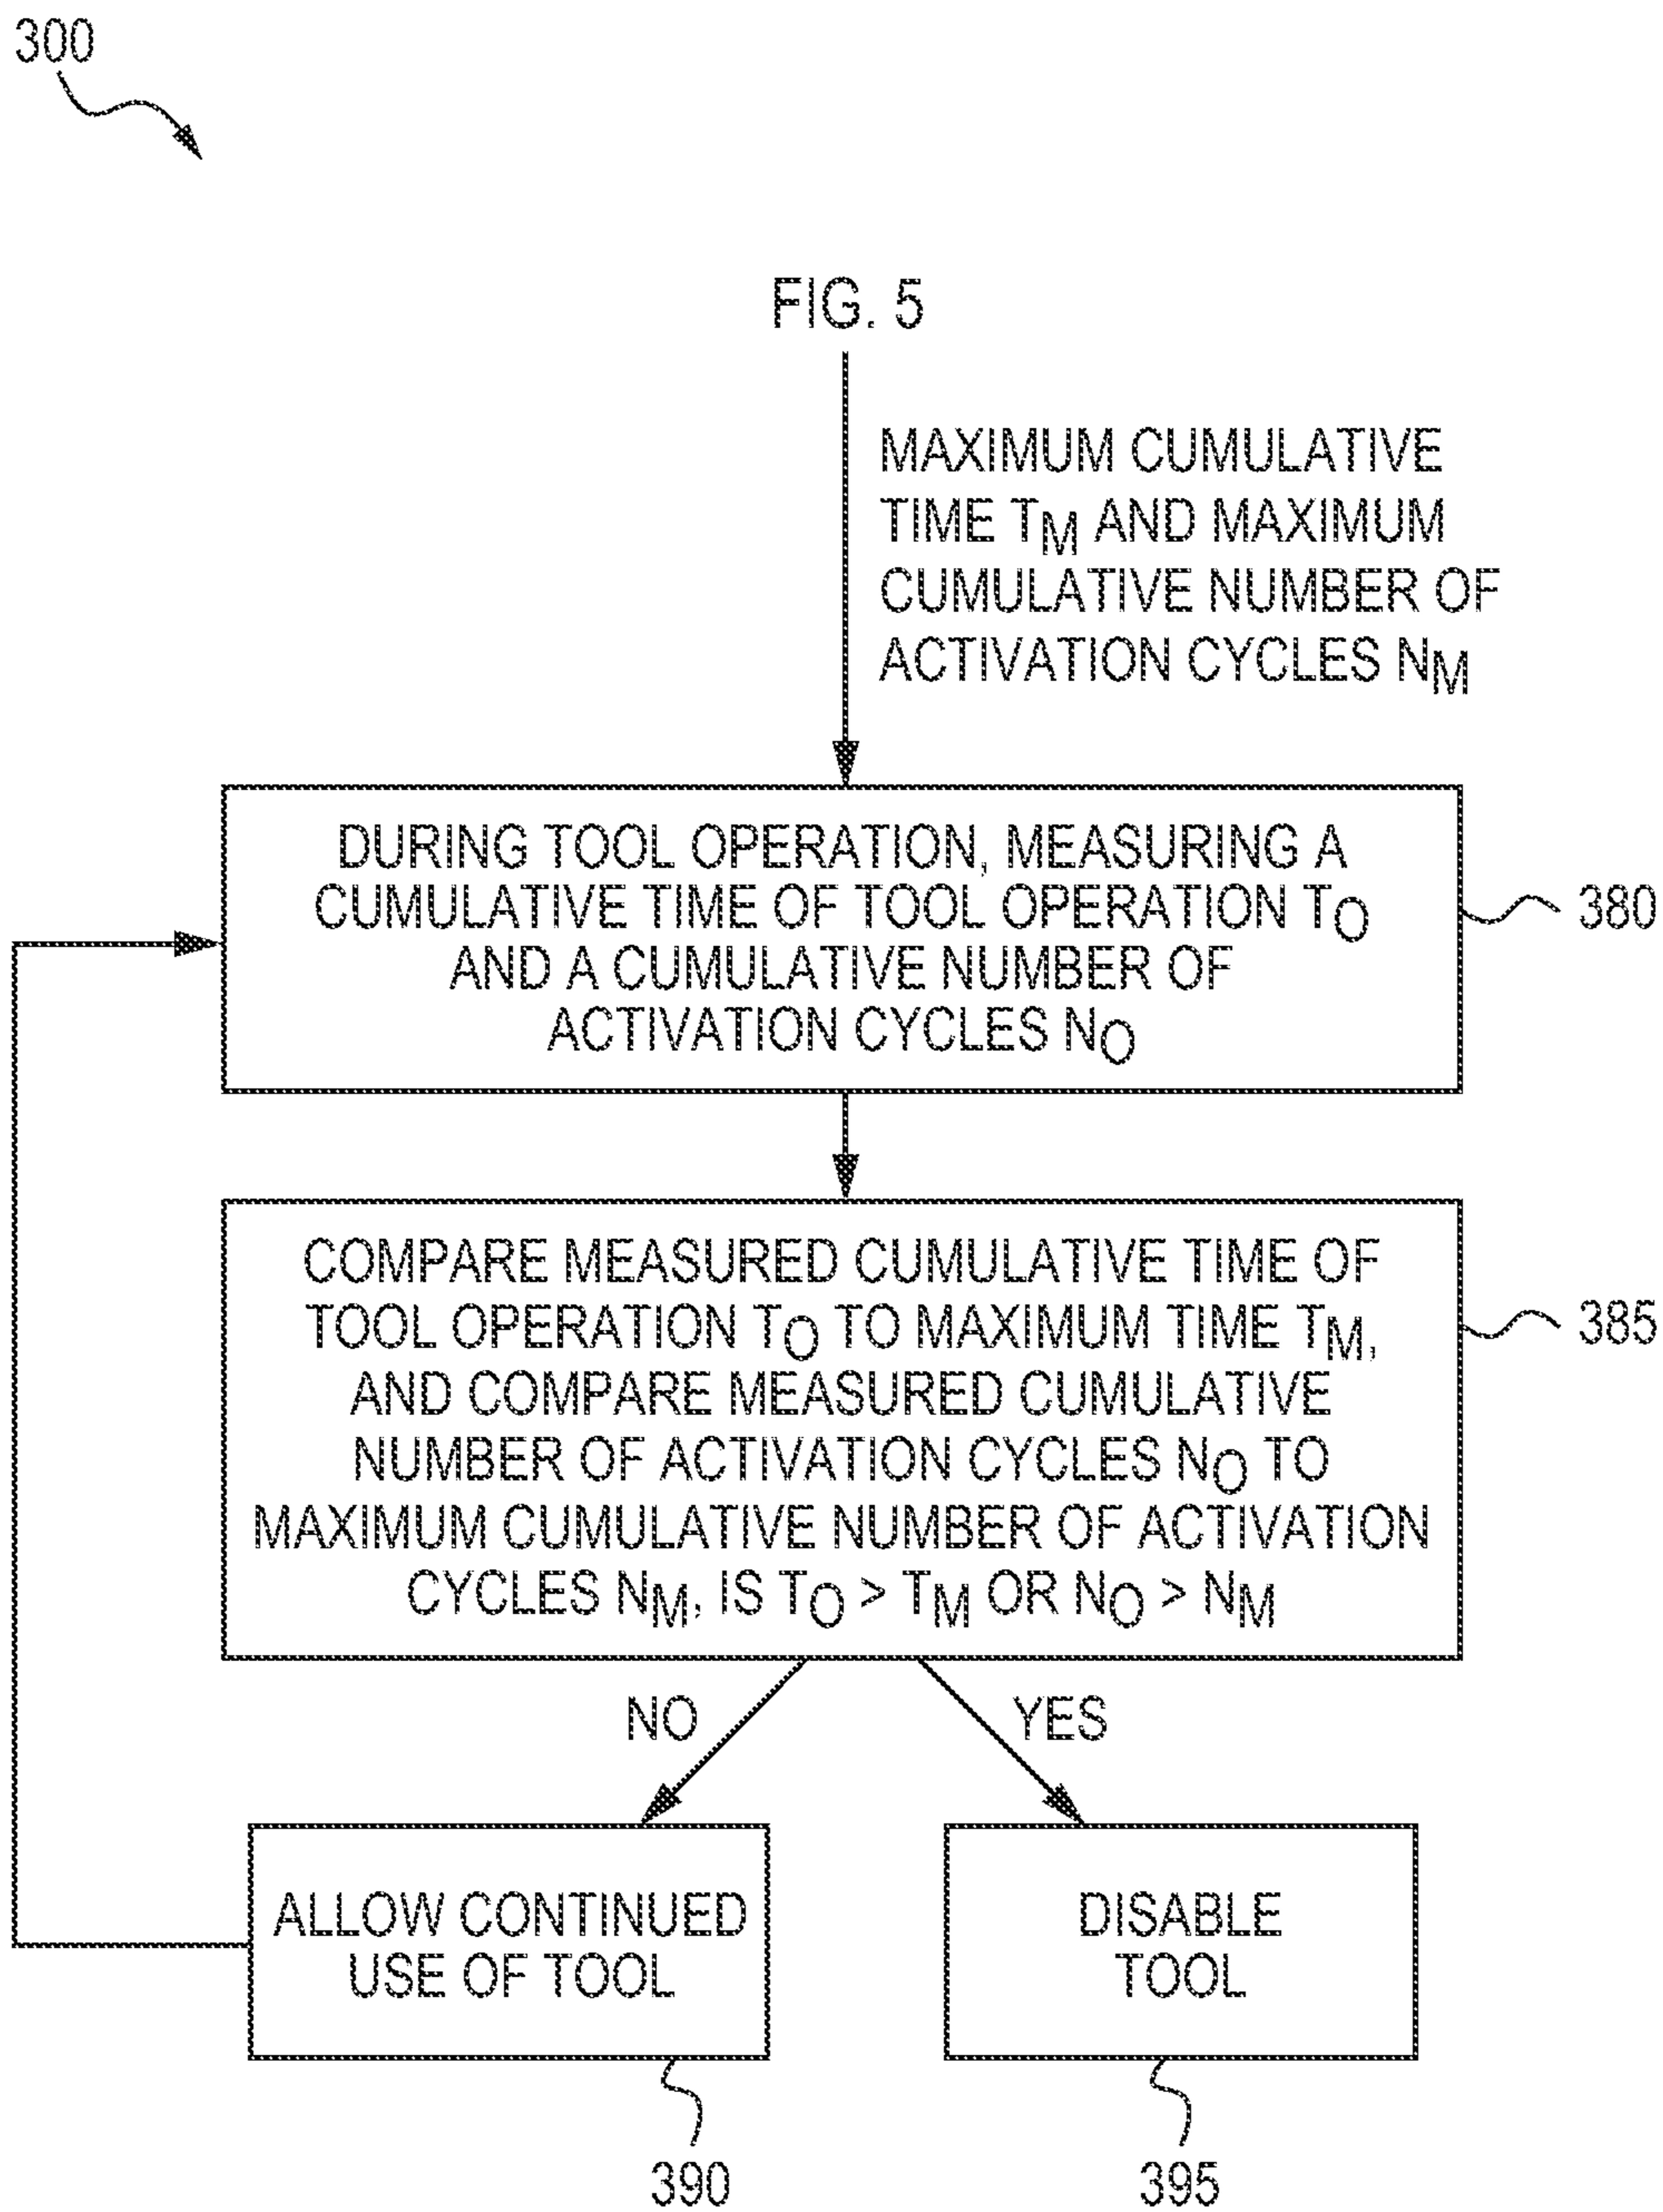 300
FIG. 5
MAXIMUM CUMULATIVE
TIME TM AND MAXIMUM
CUMULATIVE NUMBER OF
ACTIVATION CYCLES NM
DURING TOOL OPERATION, MEASURING A
CUMULATIVE TIME OF TOOL OPERATION TO
AND A CUMULATIVE NUMBER OF
ACTIVATION CYCLES NO
380
COMPARE MEASURED CUMULATIVE TIME OF
TOOL OPERATION TO TO MAXIMUM TIME TM,
AND COMPARE MEASURED CUMULATIVE
NUMBER OF ACTIVATION CYCLES NO TO
MAXIMUM CUMULATIVE NUMBER OF ACTIVATION
CYCLES NM, IS TO > TM OR NO > NM
385
NO
YES
ALLOW CONTINUED
USE OF TOOL
DISABLE
TOOL
390
395